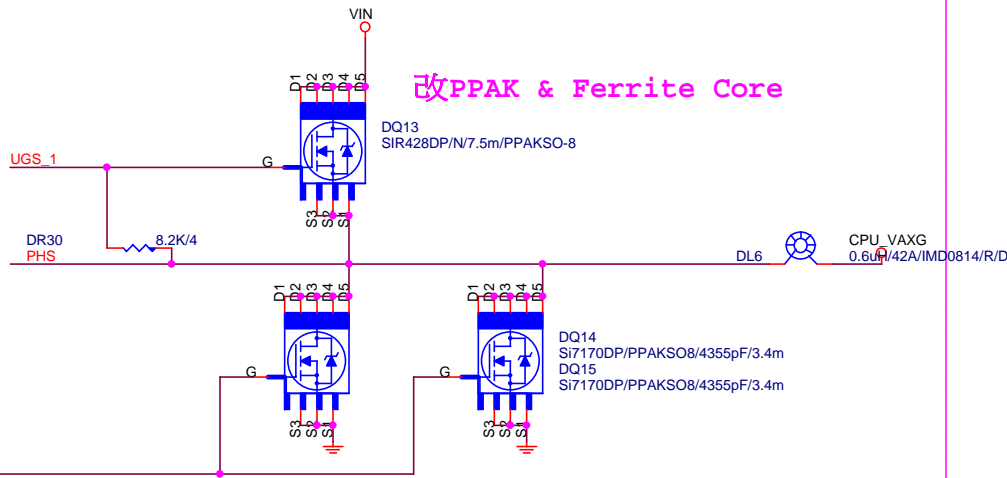 VIN
D1
D2
D3
D4
D5
改PPAK & Ferrite Core
DQ13
SIR428DP/N/7.5m/PPAKSO-8
UGS_1
G
S3
S2
S1
DR30
8.2K/4
PHS
DL6
CPU_VAXG
0.6uH/42A/IMD0814/R/D
D1
D2
D3
D4
D5
D1
D2
D3
D4
D5
DQ14
Si7170DP/PPAKSO8/4355pF/3.4m
DQ15
Si7170DP/PPAKSO8/4355pF/3.4m
G
G
S3
S2
S1
S3
S2
S1